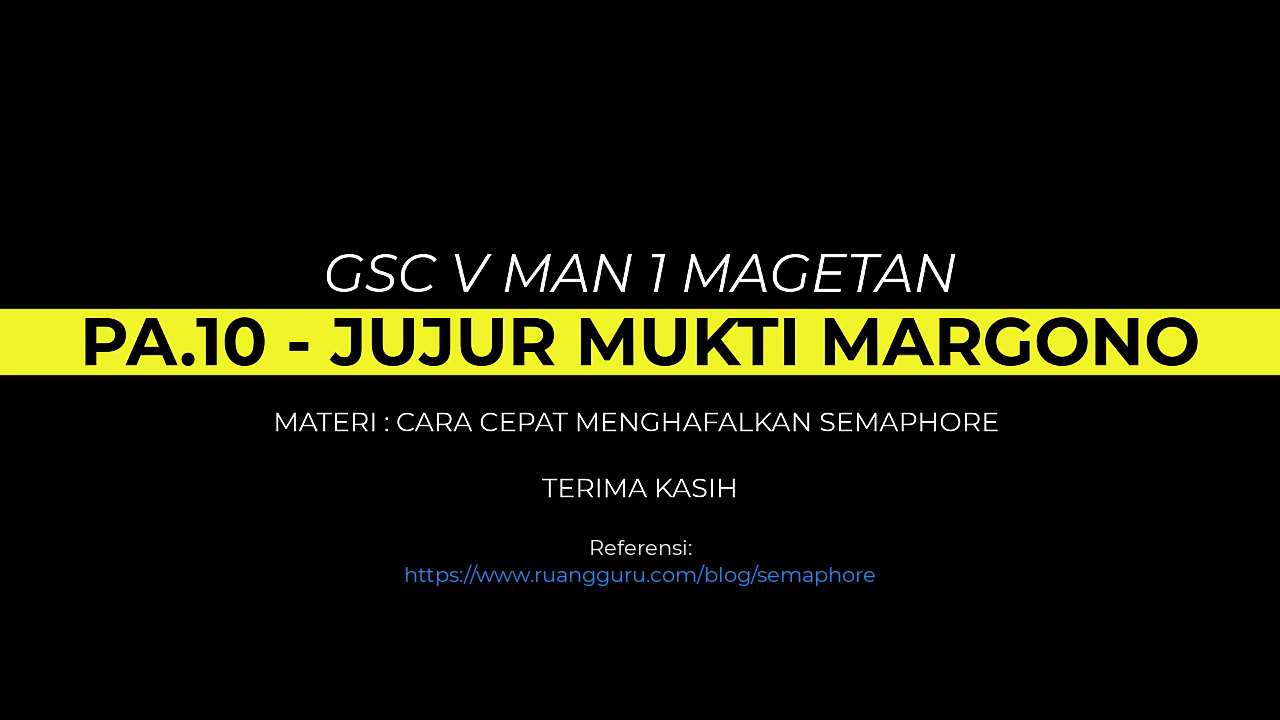 GSC V MAN 1 MAGETAN
PA.10 - JUJUR MUKTI MARGONO
MATERI : CARA CEPAT MENGHAFALKAN SEMAPHORE
TERIMA KASIH
Referensi:
https://www.ruangguru.com/blog/semaphore